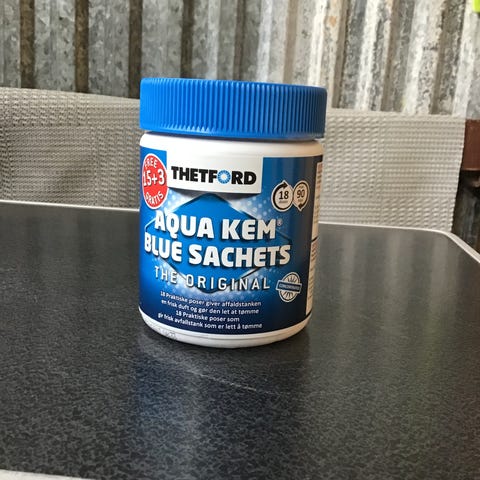 FREE
15+3
GRATIS
THETFORD
18
90
AQUA KEM®
BLUE SACHETS
THE ORIGINAL
CONCENTRATED
18 Praktiske poser giver affaldstanken
en frisk duft og gør den let at tømme
18 Praktiske poser som
gir frisk avfallstank som er lett å tømme